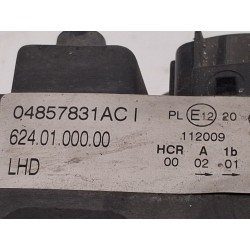 04857831AC I
PL E12 20
624.01.000.00
112009
LHD
HCR A 1b
00 02 01